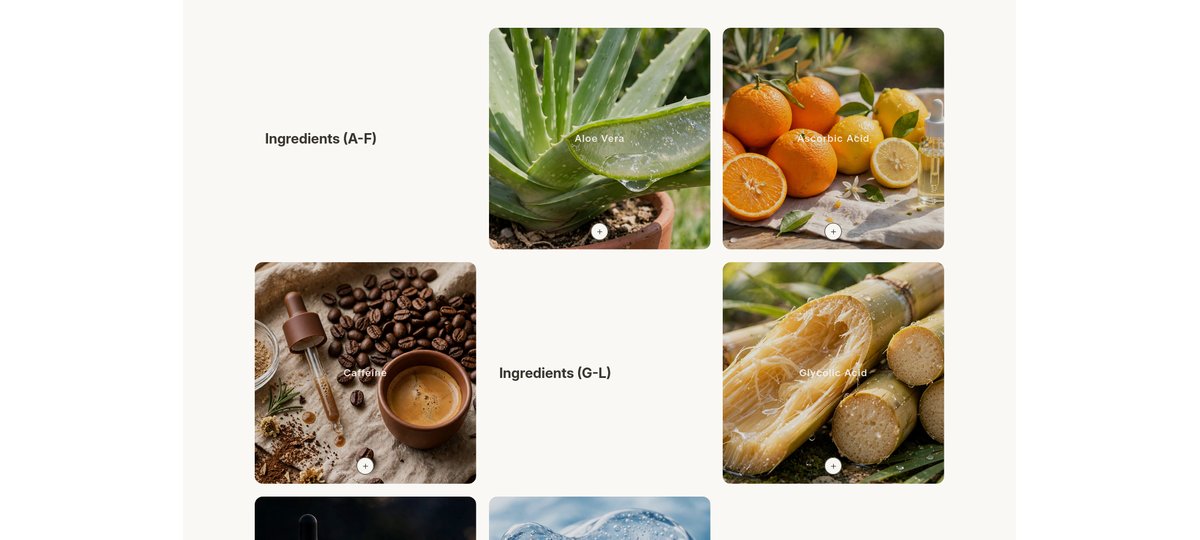 Ingredients (A-F)
Aloe Vera
Ascorbic Acid
Caffeine
Ingredients (G-L)
Glycolic Acid